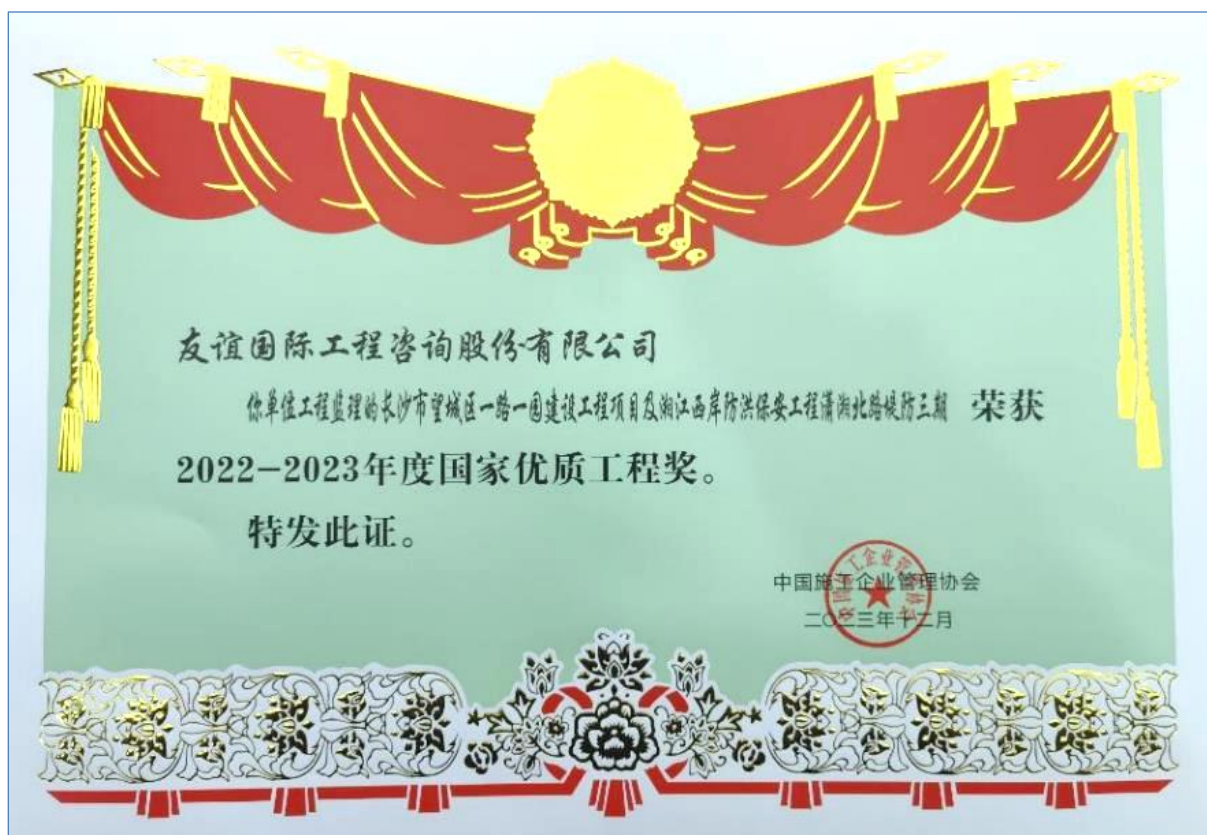 友谊国际工程咨询股份有限公司
你单位工程监理的长沙市望城区一路一园建设工程项目及湘江西岸防洪保安工程潇湘北路堤防三期 荣获
2022-2023年度国家优质工程奖。
特发此证。
中国施工企业管理协会
二〇二三年十二月